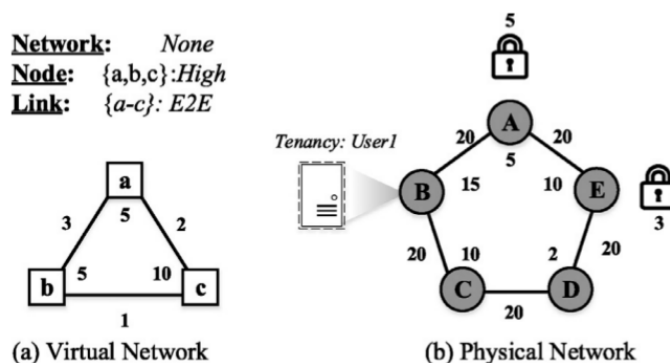 Network: None
Node: {a,b,c}:High
Link: {a-c}: E2E
a
5
3
2
b
5
10
c
1
(a) Virtual Network
5
A
5
20
20
Tenancy: User1
B
15
10
E
3
20
10
2
20
C
D
20
(b) Physical Network